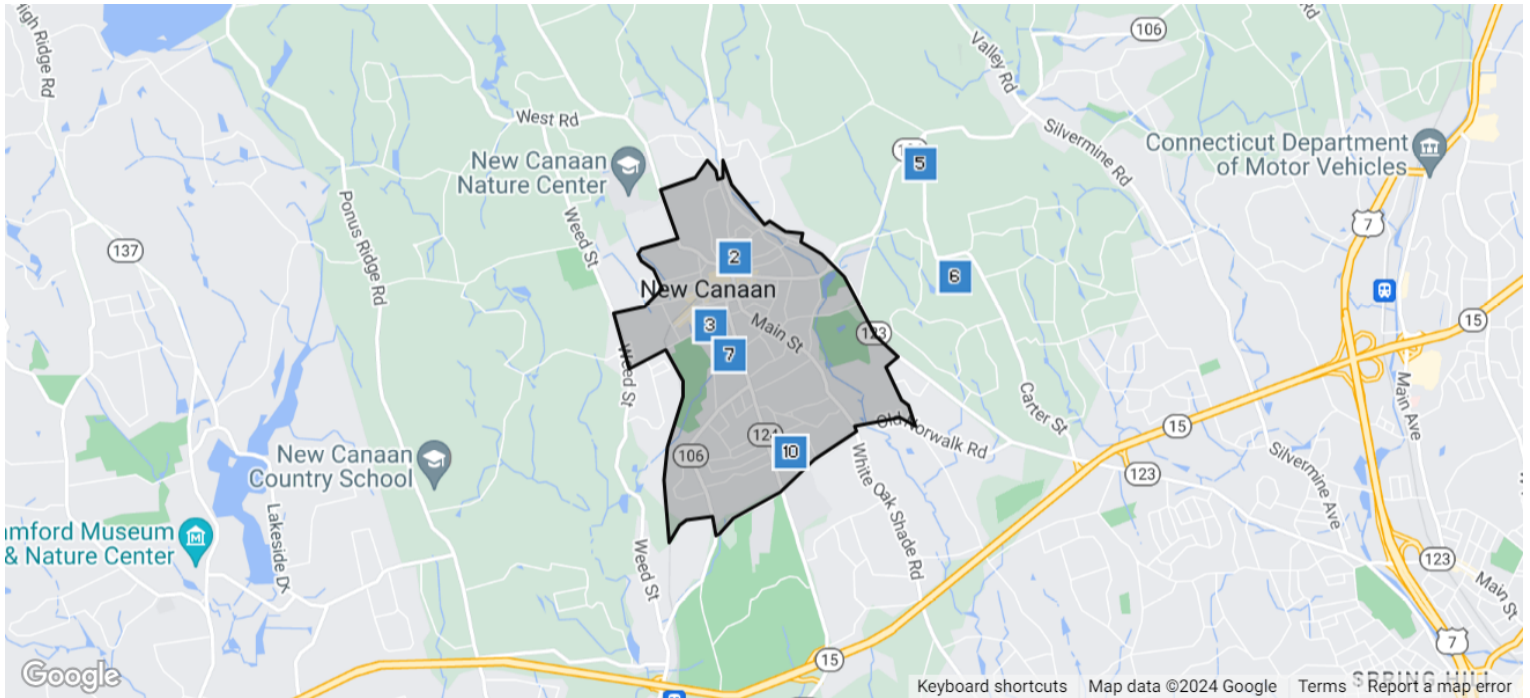 High Ridge Rd
106
Valley Rd
West Rd
Silvermine Rd
Connecticut Department
of Motor Vehicles
New Canaan
Nature Center
5
Weed St
Ponus Ridge Rd
7
137
2
6
New Canaan
3
Main St
15
123
7
Weed St
Carter St
Main Ave
15
Old Norwalk Rd
106
10
New Canaan
Country School
White Oak Shade Rd
123
Silvermine Ave
Lakeside Dr
amford Museum
& Nature Center
Weed St
123
Main St
7
15
Google
SPRING HILL
Keyboard shortcuts
Map data ©2024 Google
Terms
Report a map error